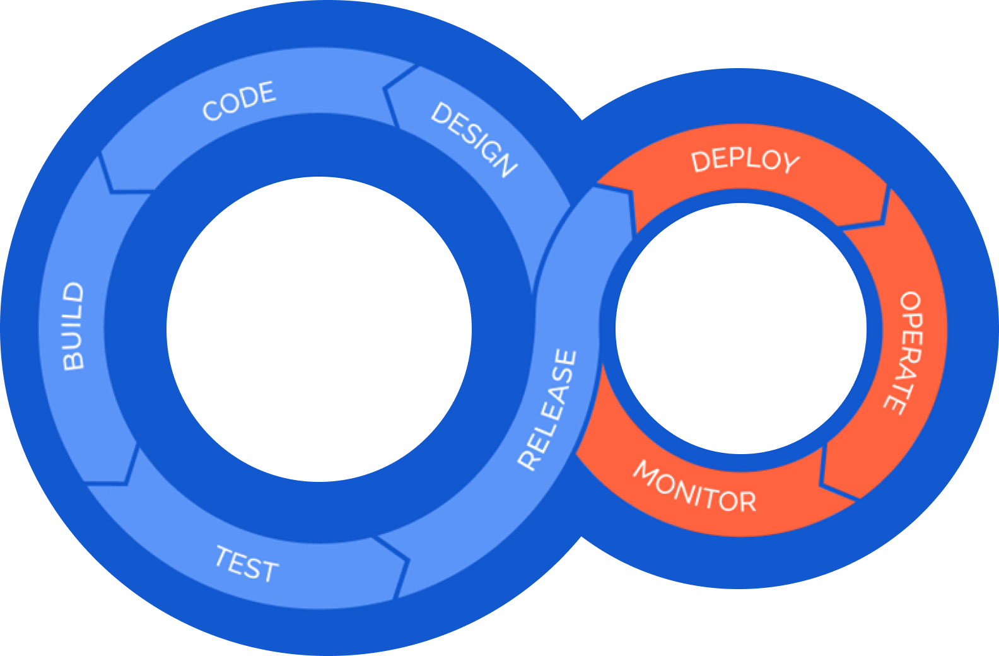 DESIGN
CODE
BUILD
TEST
RELEASE
DEPLOY
OPERATE
MONITOR